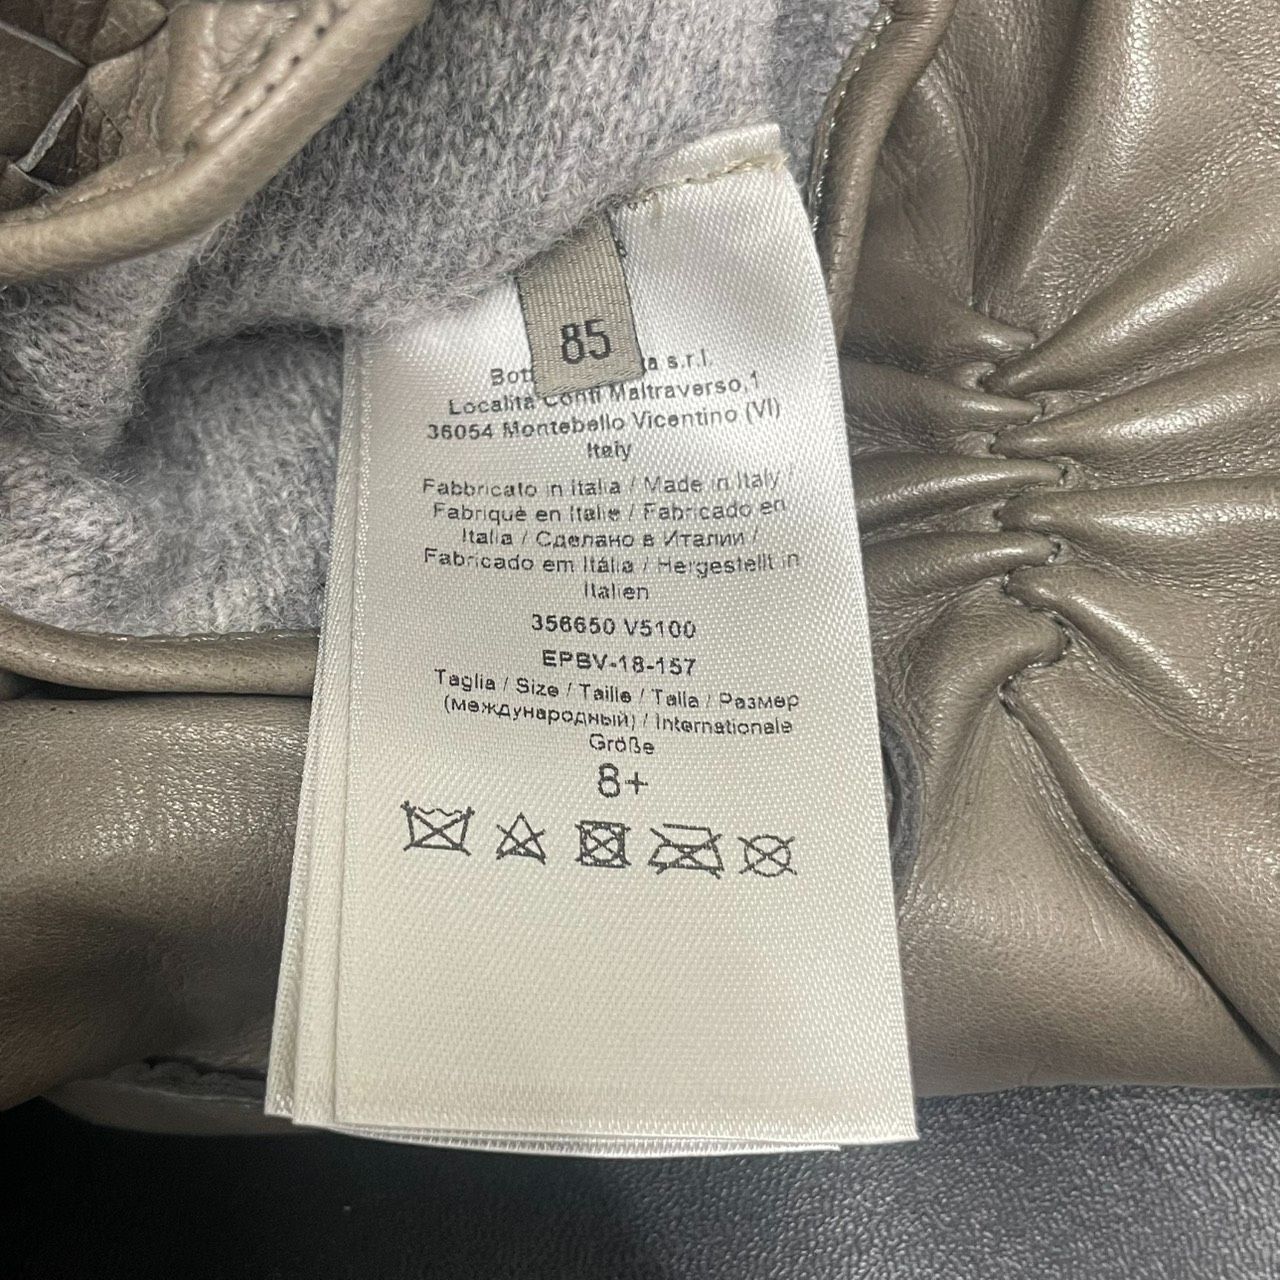 85
Bott a s.r.l.
Località Conti Maltraverso,1
36054 Montebello Vicentino (VI)
Italy
Fabbricato in Italia / Made in Italy /
Fabriqué en Italie / Fabricado en
Italia / Сделано в Италии /
Fabricado em Itália / Hergestellt in
Italien
356650 V5100
EPBV-18-157
Taglia / Size / Taille / Talla / Размер
(международный) / Internationale
Größe
8+